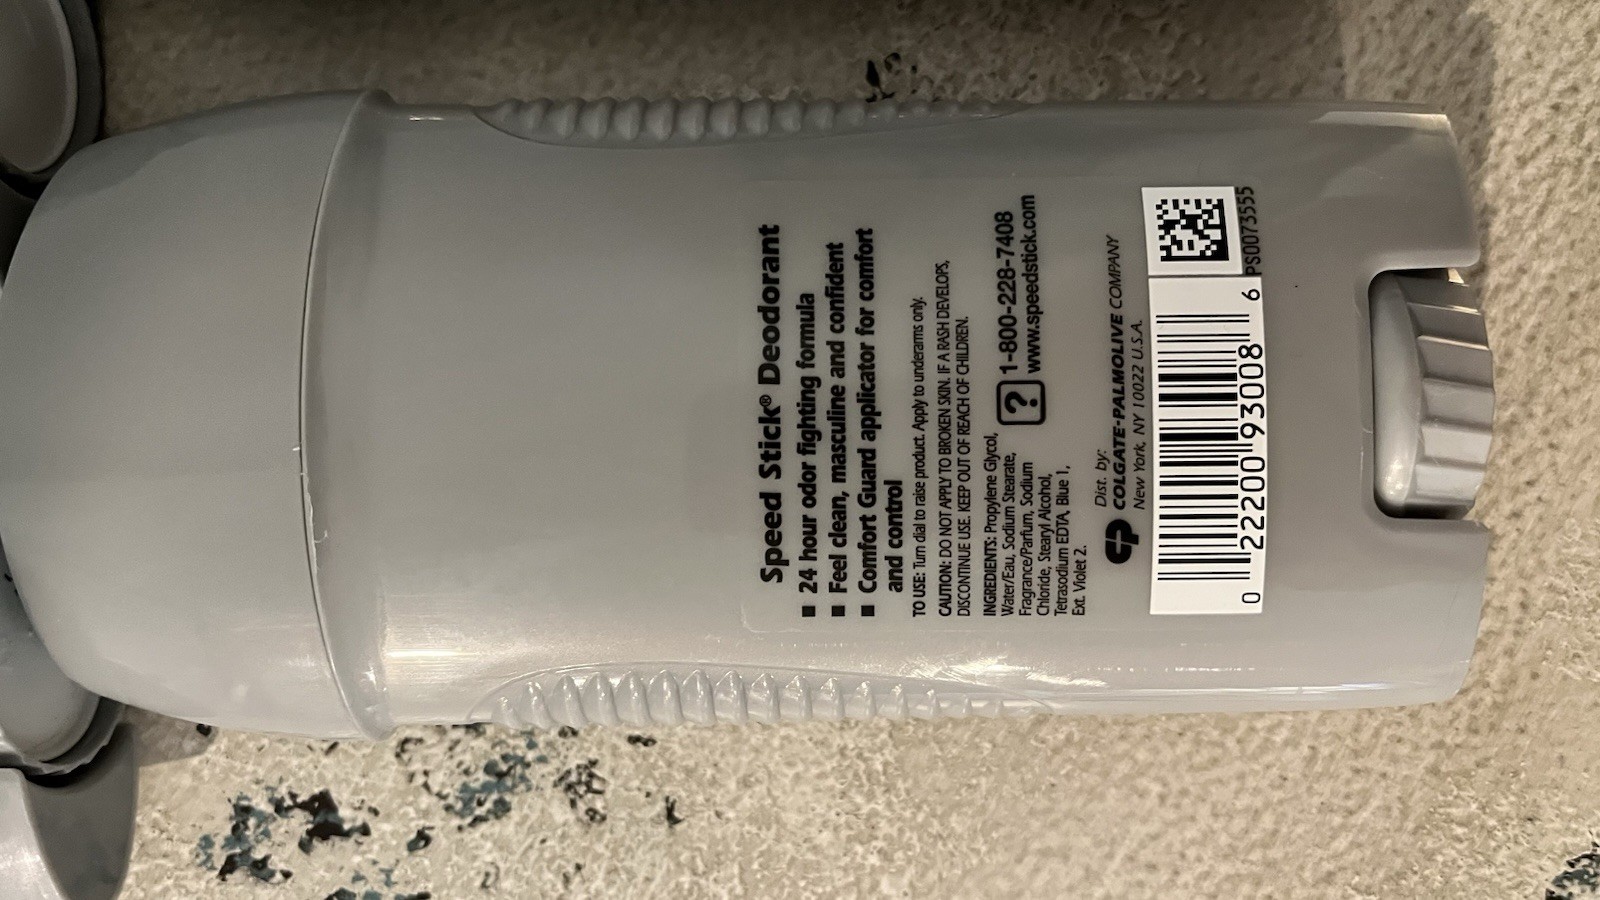 Speed Stick® Deodorant
■ 24 hour odor fighting formula
■ Feel clean, masculine and confident
■ Comfort Guard applicator for comfort
and control
TO USE: Turn dial to raise product. Apply to underarms only.
CAUTION: DO NOT APPLY TO BROKEN SKIN. IF A RASH DEVELOPS,
DISCONTINUE USE. KEEP OUT OF REACH OF CHILDREN.
INGREDIENTS: Propylene Glycol,
Water/Eau, Sodium Stearate,
Fragrance/Parfum, Sodium
Chloride, Stearyl Alcohol,
Tetrasodium EDTA, Blue 1,
Ext. Violet 2.
? 1-800-228-7408
www.speedstick.com
Dist. by:
CP COLGATE-PALMOLIVE COMPANY
New York, NY 10022 U.S.A.
0 22200 93008 6
PS0073555